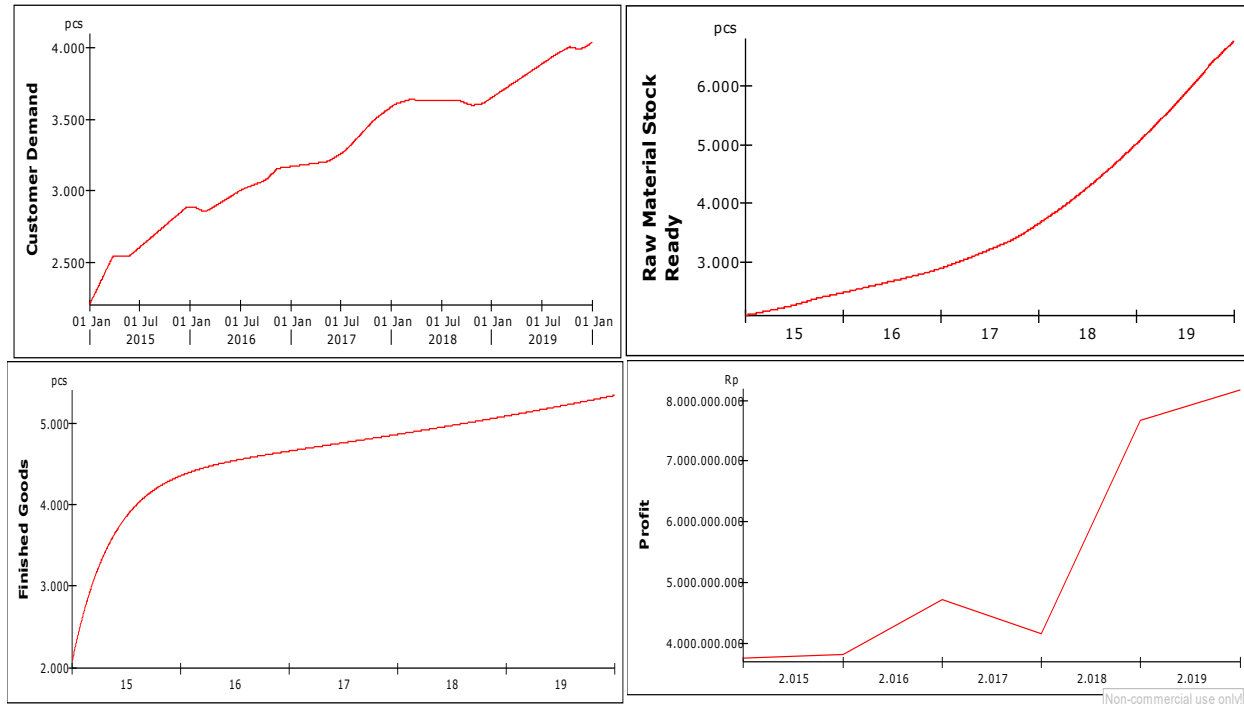 pcs
4.000
3.500
3.000
2.500
Customer Demand
01 Jan 01 Jul 01 Jan 01 Jul 01 Jan 01 Jul 01 Jan 01 Jul 01 Jan 01 Jul 01 Jan
2015 2016 2017 2018 2019
pcs
6.000
5.000
4.000
3.000
Raw Material Stock
Ready
15 16 17 18 19
pcs
5.000
4.000
3.000
2.000
Finished Goods
15 16 17 18 19
Rp
8.000.000.000
7.000.000.000
6.000.000.000
5.000.000.000
4.000.000.000
Profit
2.015 2.016 2.017 2.018 2.019
Non-commercial use only!